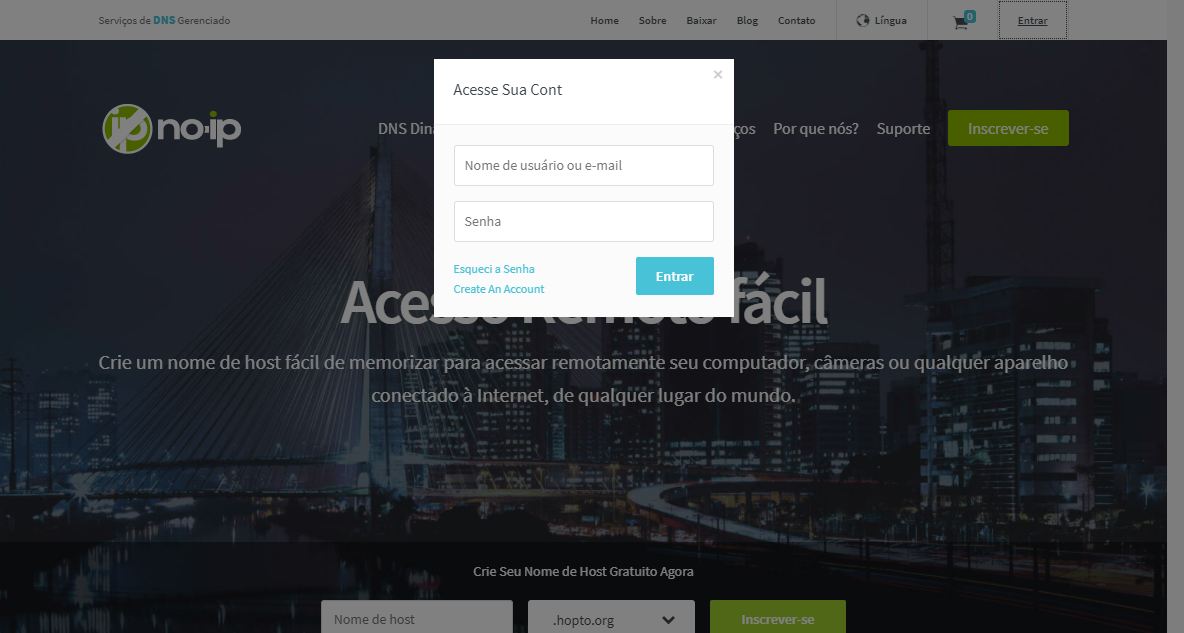 Serviços de DNS Gerenciado
Home Sobre Baixar Blog Contato Língua 0 Entrar
×
Acesse Sua Cont
no-ip
DNS Din ços Por que nós? Suporte Inscrever-se
Nome de usuário ou e-mail
Senha
Esqueci a Senha
Entrar
Create An Account
Acesso Remoto fácil
Crie um nome de host fácil de memorizar para acessar remotamente seu computador, câmeras ou qualquer aparelho
conectado à Internet, de qualquer lugar do mundo.
Crie Seu Nome de Host Gratuito Agora
Nome de host .hopto.org Inscrever-se